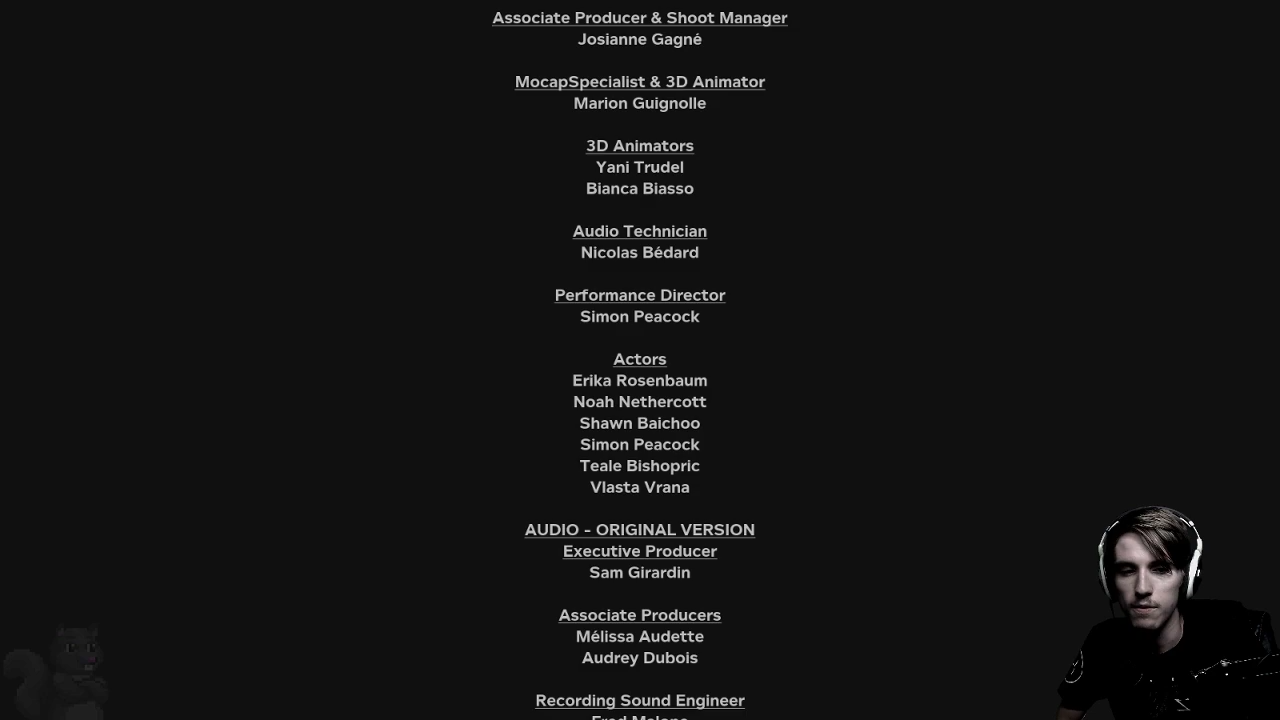 Associate Producer & Shoot Manager
Josianne Gagné
MocapSpecialist & 3D Animator
Marion Guignolle
3D Animators
Yani Trudel
Bianca Biasso
Audio Technician
Nicolas Bédard
Performance Director
Simon Peacock
Actors
Erika Rosenbaum
Noah Nethercott
Shawn Baichoo
Simon Peacock
Teale Bishopric
Vlasta Vrana
AUDIO - ORIGINAL VERSION
Executive Producer
Sam Girardin
Associate Producers
Mélissa Audette
Audrey Dubois
Recording Sound Engineer